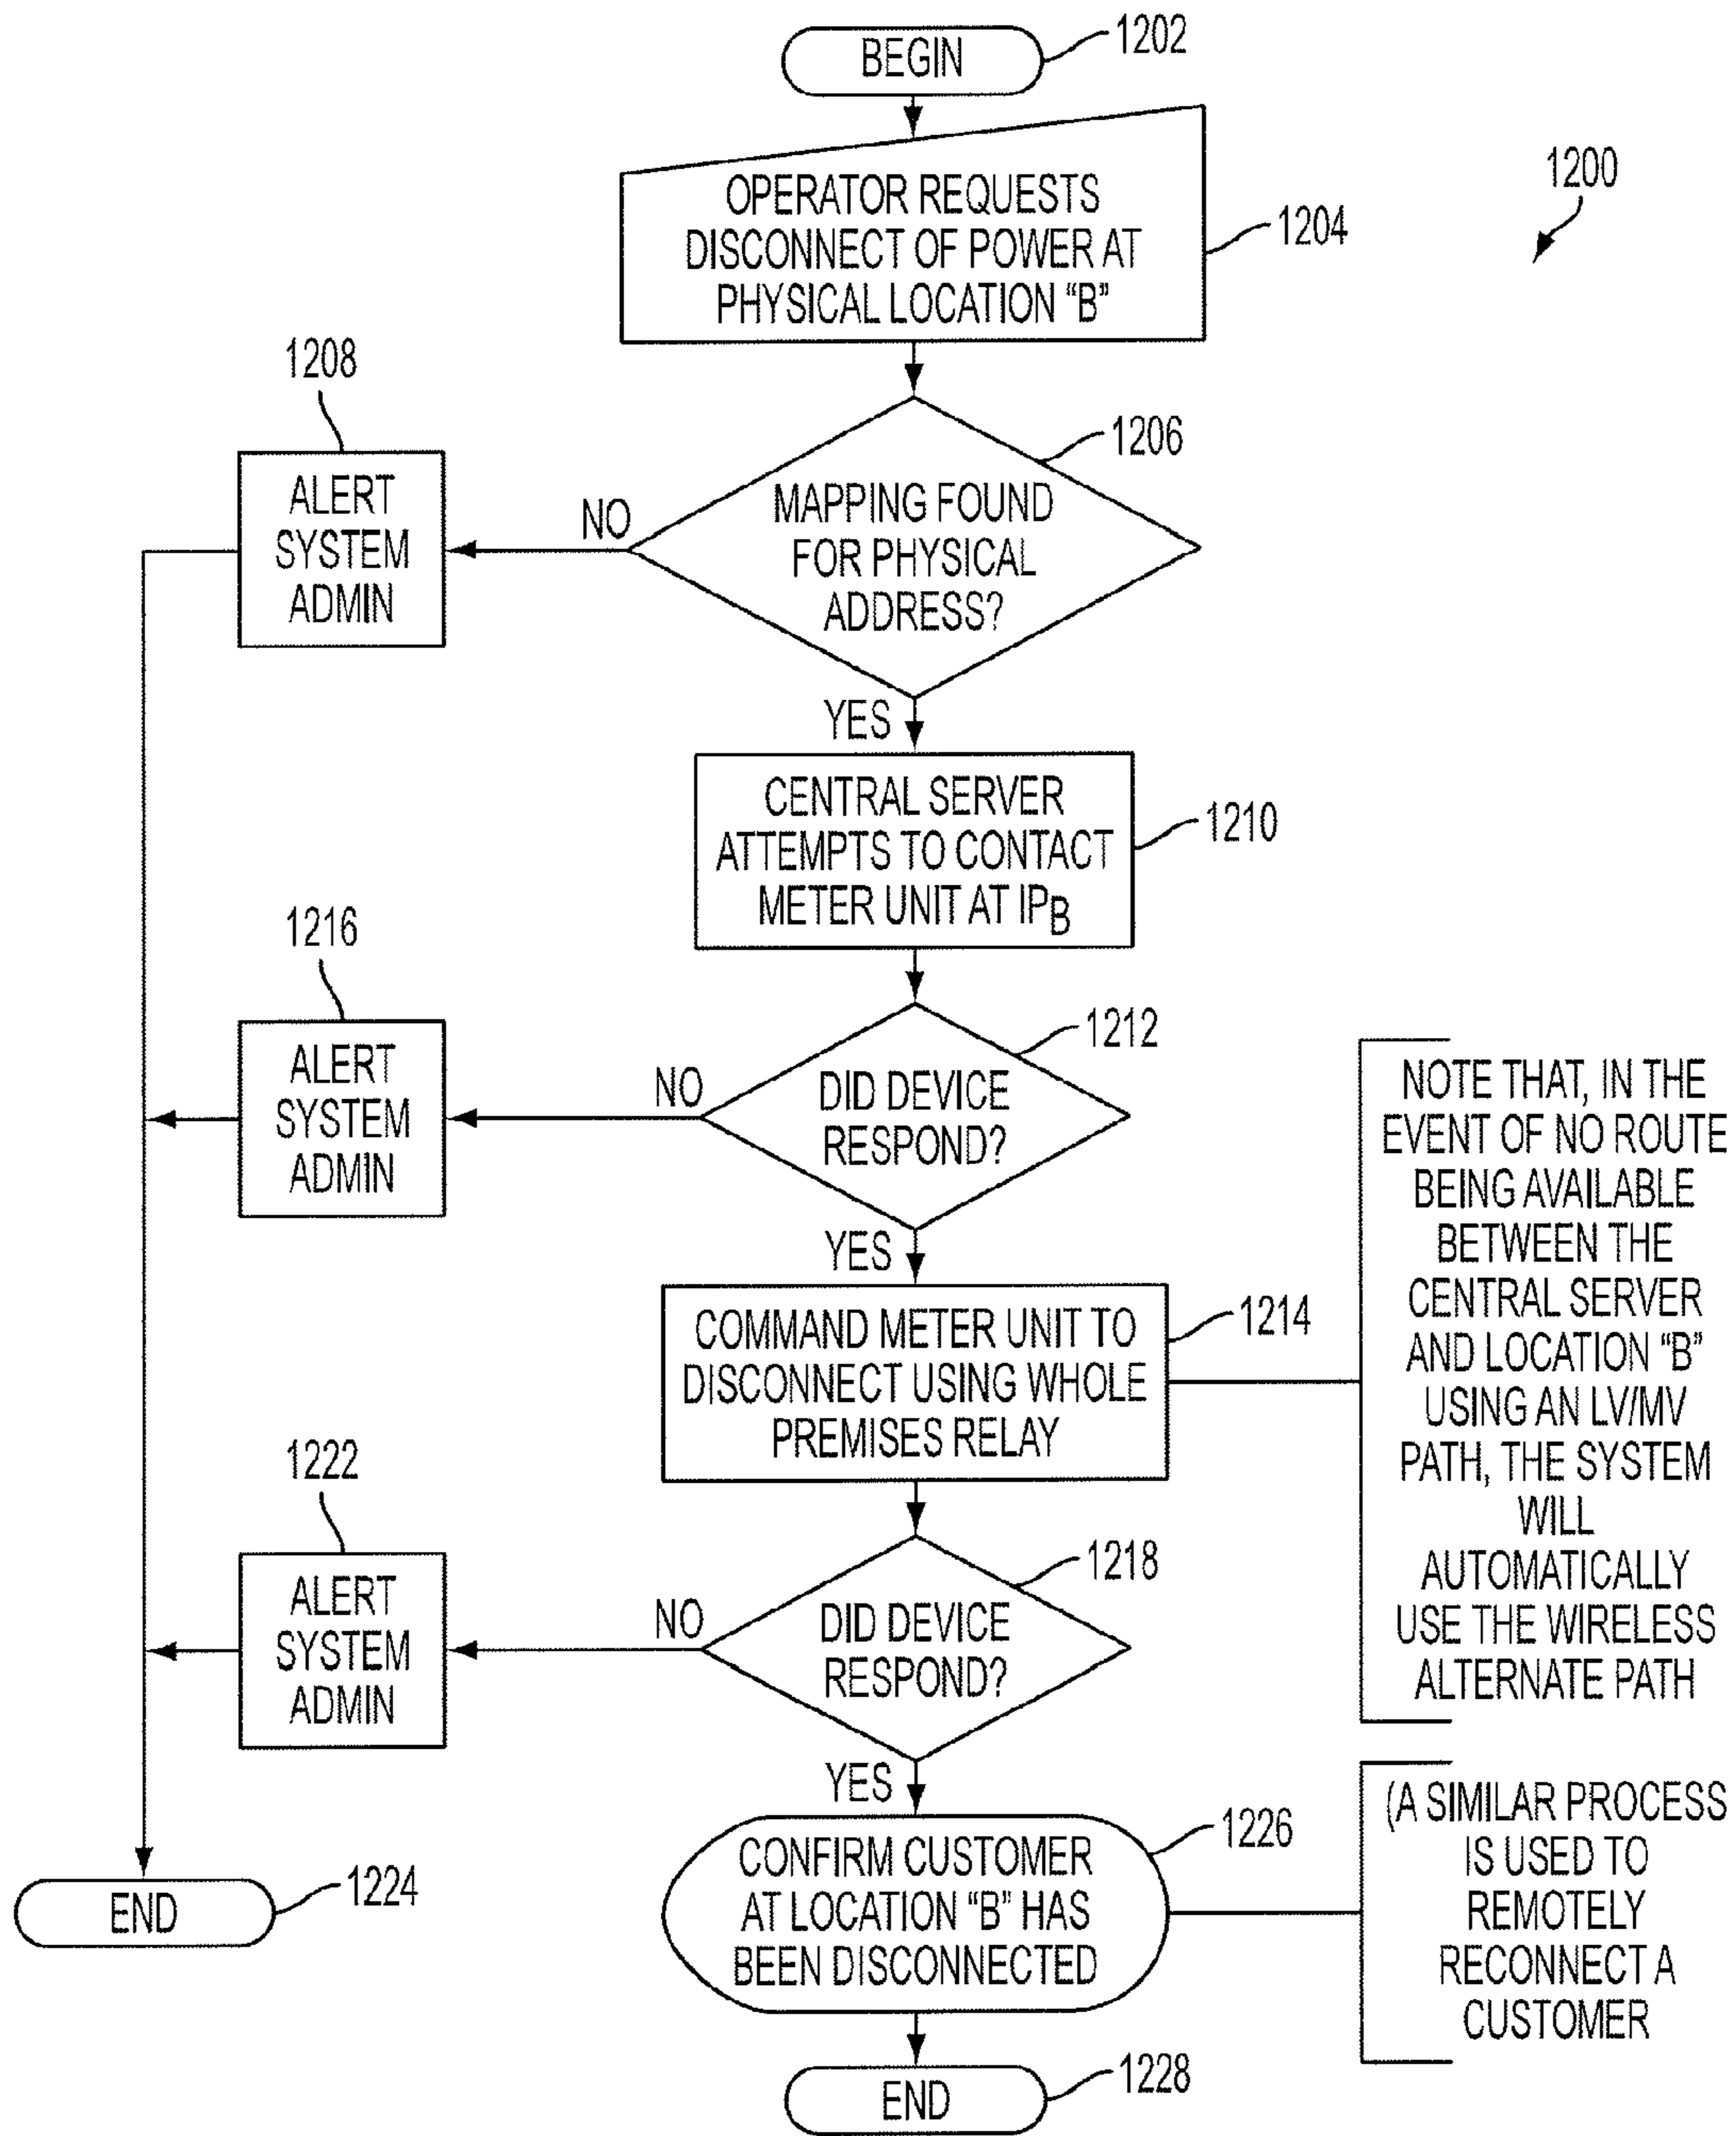 BEGIN
1202
1200
OPERATOR REQUESTS
DISCONNECT OF POWER AT
PHYSICAL LOCATION “B”
1204
1206
MAPPING FOUND
FOR PHYSICAL
ADDRESS?
NO
1208
ALERT
SYSTEM
ADMIN
YES
CENTRAL SERVER
ATTEMPTS TO CONTACT
METER UNIT AT IPB
1210
1212
DID DEVICE
RESPOND?
NO
1216
ALERT
SYSTEM
ADMIN
YES
COMMAND METER UNIT TO
DISCONNECT USING WHOLE
PREMISES RELAY
1214
NOTE THAT, IN THE
EVENT OF NO ROUTE
BEING AVAILABLE
BETWEEN THE
CENTRAL SERVER
AND LOCATION “B”
USING AN LV/MV
PATH, THE SYSTEM
WILL
AUTOMATICALLY
USE THE WIRELESS
ALTERNATE PATH
1218
DID DEVICE
RESPOND?
NO
1222
ALERT
SYSTEM
ADMIN
END
1224
YES
CONFIRM CUSTOMER
AT LOCATION “B” HAS
BEEN DISCONNECTED
1226
(A SIMILAR PROCESS
IS USED TO
REMOTELY
RECONNECT A
CUSTOMER
END
1228